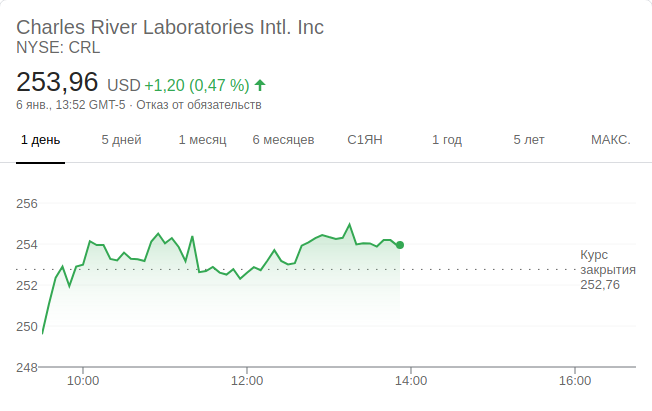 Charles River Laboratories Intl. Inc
NYSE: CRL
253,96 USD +1,20 (0,47 %)
6 янв., 13:52 GMT-5 · Отказ от обязательств
1 день 5 дней 1 месяц 6 месяцев С1ЯН 1 год 5 лет МАКС.
256
254
Курс
закрытия
252,76
252
250
248
10:00 12:00 14:00 16:00